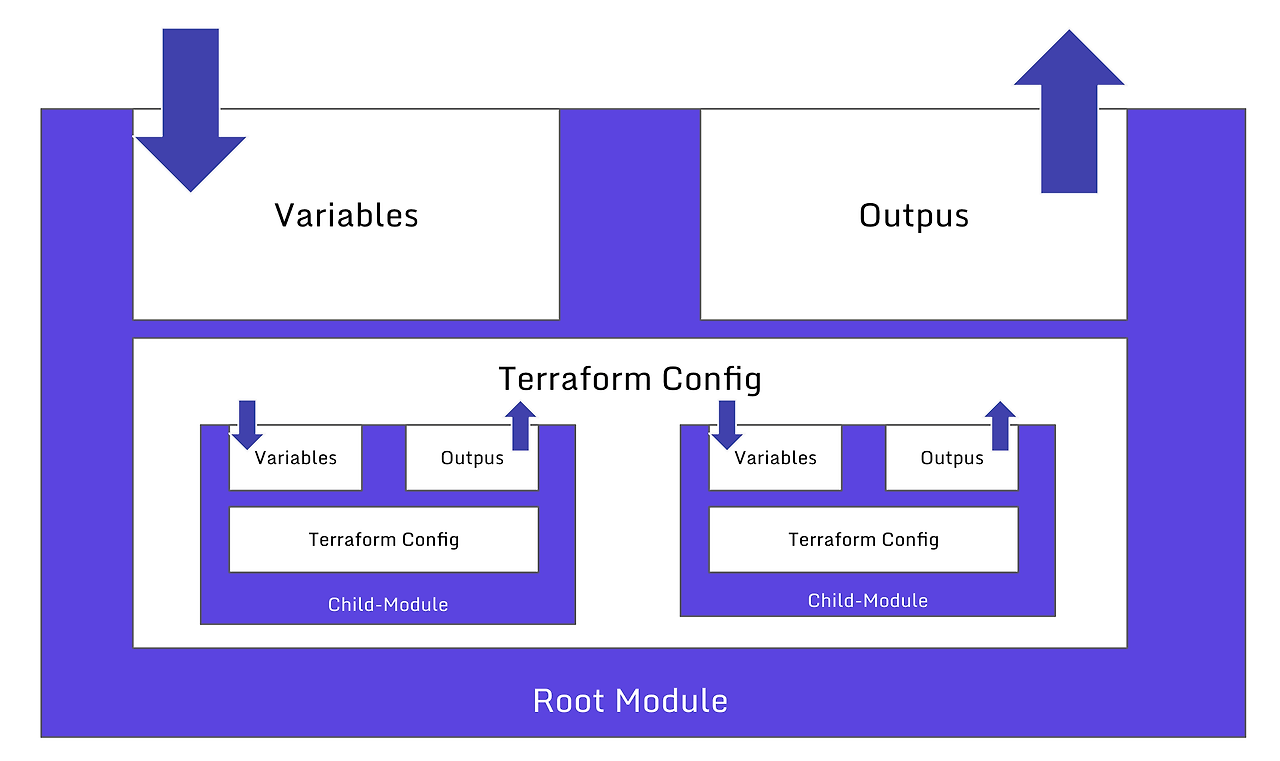 Variables
Outpus
Terraform Config
Variables
Outpus
Terraform Config
Child-Module
Variables
Outpus
Terraform Config
Child-Module
Root Module